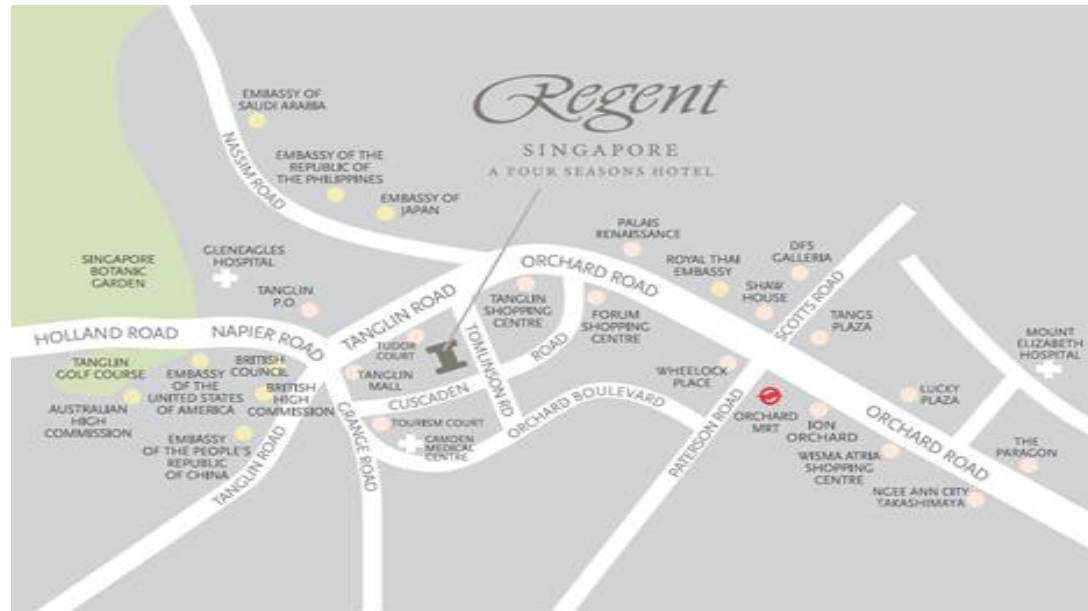 Regent
SINGAPORE
A FOUR SEASONS HOTEL
EMBASSY OF
SAUDI ARABIA
NASSIM ROAD
EMBASSY OF THE
REPUBLIC OF
THE PHILIPPINES
EMBASSY OF
JAPAN
SINGAPORE
BOTANIC
GARDEN
GLENEAGLES
HOSPITAL
TANGLIN
P.O.
PALAIS
RENAISSANCE
ROYAL THAI
EMBASSY
DFS
GALLERIA
SHAW
HOUSE
SCOTTS ROAD
TANGS
PLAZA
MOUNT
ELIZABETH
HOSPITAL
ORCHARD ROAD
TANGLIN
SHOPPING
CENTRE
FORUM
SHOPPING
CENTRE
HOLLAND ROAD
NAPIER ROAD
TANGLIN ROAD
TUDOR
COURT
TOMLINSON RD
CUSCADEN
ROAD
TANGLIN
GOLF COURSE
EMBASSY
OF THE
UNITED STATES
OF AMERICA
BRITISH
COUNCIL
BRITISH
HIGH
COMMISSION
TANGLIN
MALL
AUSTRALIAN
HIGH
COMMISSION
EMBASSY
OF THE PEOPLE'S
REPUBLIC
OF CHINA
TANGLIN ROAD
GRANGE ROAD
TOURISM COURT
CAMDEN
MEDICAL
CENTRE
ORCHARD BOULEVARD
WHEELOCK
PLACE
PATERSON ROAD
ORCHARD
MRT
ION
ORCHARD
LUCKY
PLAZA
ORCHARD ROAD
WISMA ATRIA
SHOPPING
CENTRE
THE
PARAGON
NGEE ANN CITY
TAKASHIMAYA